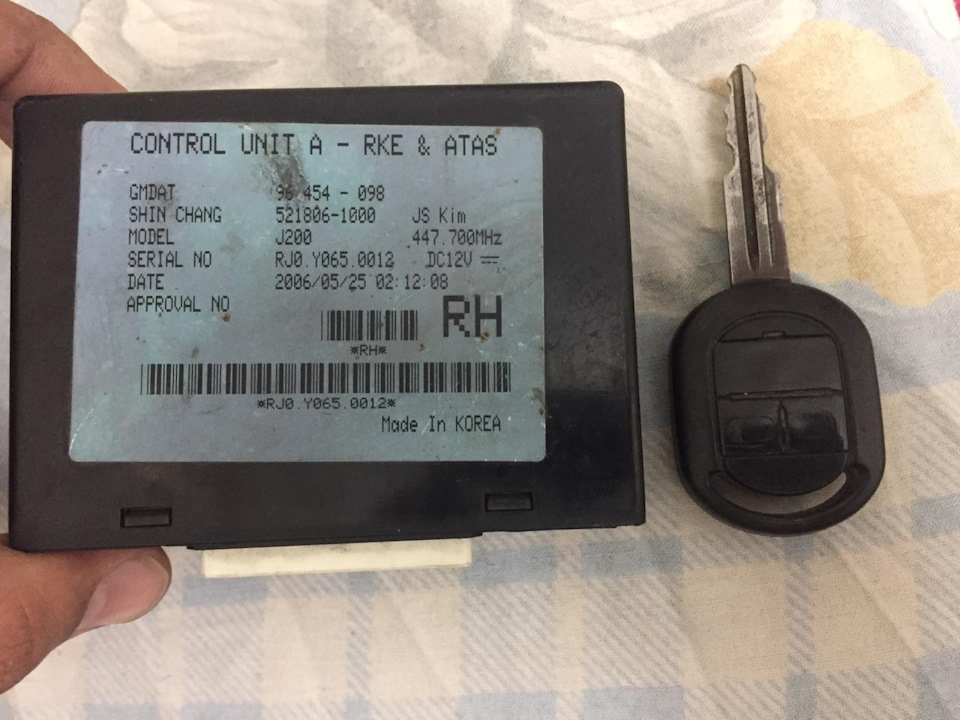 CONTROL UNIT A - RKE & ATAS
GMDAT 96 454 - 098
SHIN CHANG 521806-1000 JS Kim
MODEL J200 447.700MHz
SERIAL NO RJ0.Y065.0012 DC12V
DATE 2006/05/25 02:12:08
APPROVAL NO
RH
*RH*
*RJ0.Y065.0012*
Made In KOREA